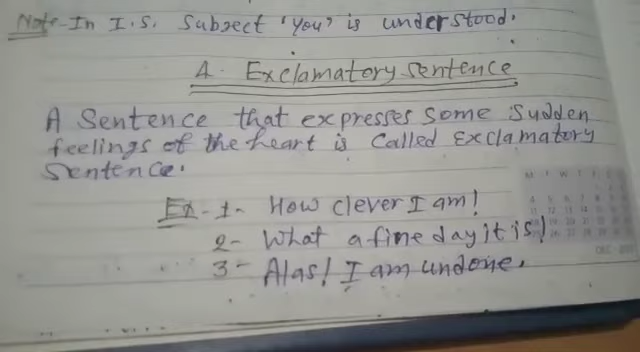 Note- In I.S. Subject 'You' is understood.
4. Exclamatory sentence
A Sentence that expresses some sudden
feelings of the heart is called Exclamatory
Sentence.
Ex - 1- How clever I am!
2- What a fine day it is!
3- Alas! I am undone.
M T W T F S S
DEC